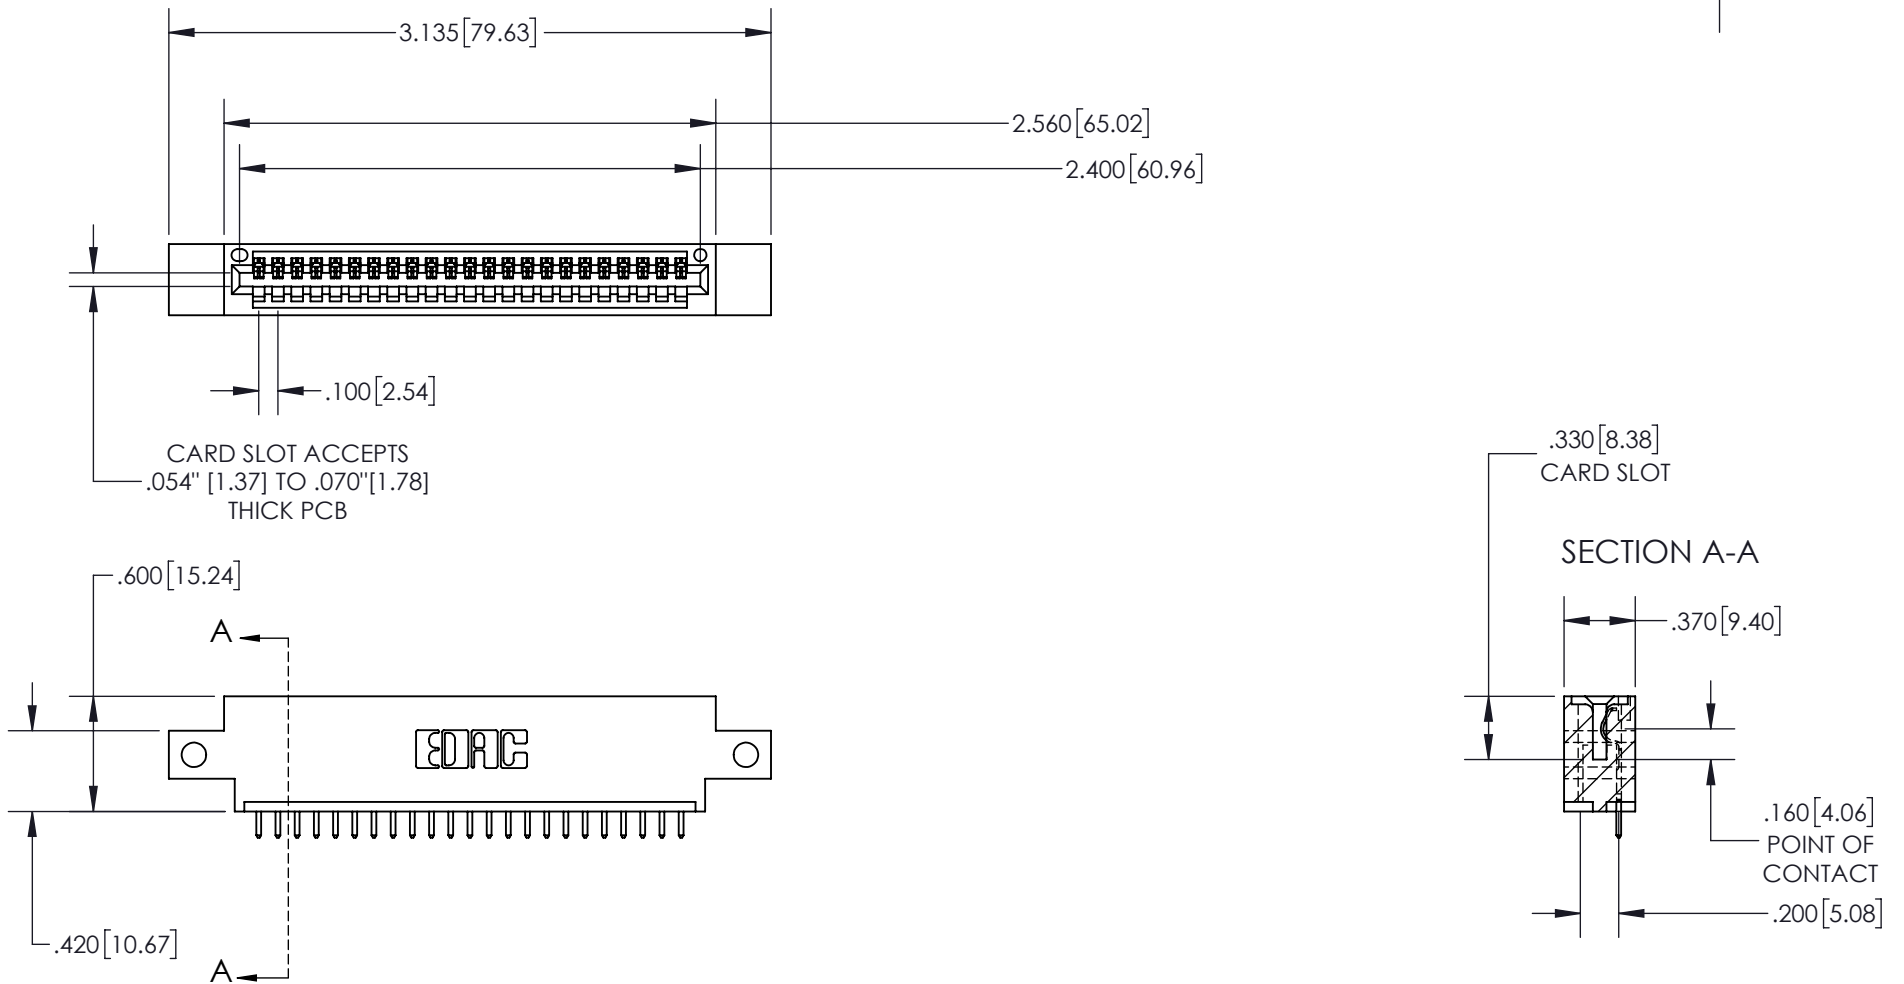 3.135[79.63]
2.560[65.02]
2.400[60.96]
.100[2.54]
CARD SLOT ACCEPTS
.054" [1.37] TO .070"[1.78]
THICK PCB
.330[8.38]
CARD SLOT
SECTION A-A
.600[15.24]
A
.370[9.40]
EDAC
.160[4.06]
POINT OF
CONTACT
.200[5.08]
.420[10.67]
A